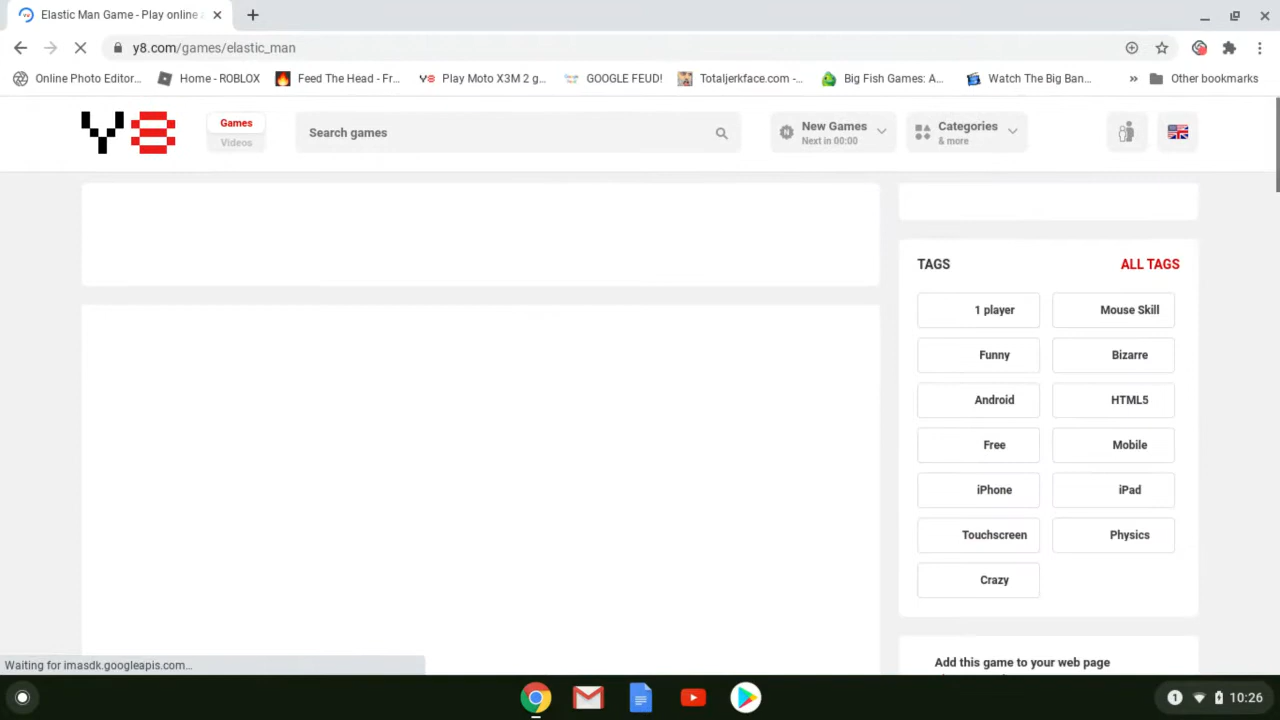 Elastic Man Game - Play online a
y8.com/games/elastic_man
Online Photo Editor...
Home - ROBLOX
Feed The Head - Fr...
Play Moto X3M 2 g...
GOOGLE FEUD!
Totaljerkface.com -...
Big Fish Games: A...
Watch The Big Ban...
»
Other bookmarks
Y8
Games
Videos
Search games
New Games
Next in 00:00
Categories
& more
TAGS
ALL TAGS
1 player
Mouse Skill
Funny
Bizarre
Android
HTML5
Free
Mobile
iPhone
iPad
Touchscreen
Physics
Crazy
Add this game to your web page
Waiting for imasdk.googleapis.com...
1
10:26